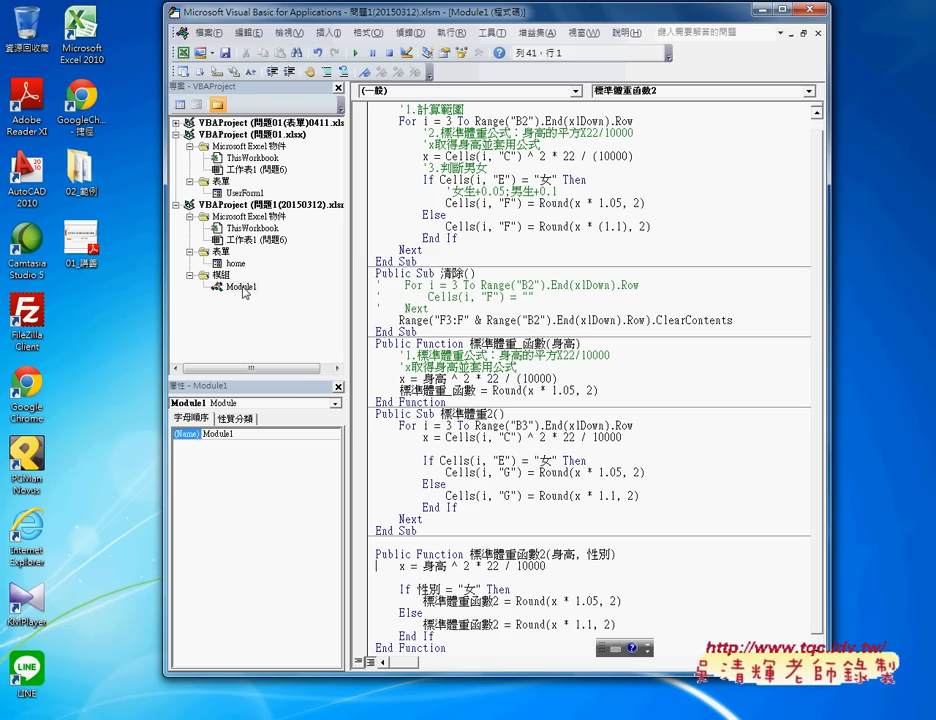 Microsoft Visual Basic for Applications - 問題1(20150312).xlsm - [Module1 (程式碼)]
檔案(F) 編輯(E) 檢視(V) 插入(I) 格式(O) 偵錯(D) 執行(R) 工具(T) 增益集(A) 視窗(W) 說明(H) 鍵入需要解答的問題
列 41, 行 1
專案 - VBAProject
VBAProject (問題01(表單)0411.xls
VBAProject (問題01.xlsx)
Microsoft Excel 物件
ThisWorkbook
工作表1 (問題6)
表單
UserForm1
VBAProject (問題1(20150312).xlsm
Microsoft Excel 物件
ThisWorkbook
工作表1 (問題6)
表單
home
模組
Module1
屬性 - Module1
Module1 Module
字母順序 性質分類
(Name) Module1
(一般) 標準體重函數2
'1.計算範圍
For i = 3 To Range("B2").End(xlDown).Row
'2.標準體重公式：身高的平方X22/10000
'x取得身高並套用公式
x = Cells(i, "C") ^ 2 * 22 / (10000)
'3.判斷男女
If Cells(i, "E") = "女" Then
'女生+0.05;男生+0.1
Cells(i, "F") = Round(x * 1.05, 2)
Else
Cells(i, "F") = Round(x * (1.1), 2)
End If
Next
End Sub
Public Sub 清除()
' For i = 3 To Range("B2").End(xlDown).Row
' Cells(i, "F") = ""
' Next
Range("F3:F" & Range("B2").End(xlDown).Row).ClearContents
End Sub
Public Function 標準體重_函數(身高)
'1.標準體重公式：身高的平方X22/10000
'x取得身高並套用公式
x = 身高 ^ 2 * 22 / (10000)
標準體重_函數 = Round(x * 1.05, 2)
End Function
Public Sub 標準體重2()
For i = 3 To Range("B3").End(xlDown).Row
x = Cells(i, "C") ^ 2 * 22 / 10000
If Cells(i, "E") = "女" Then
Cells(i, "G") = Round(x * 1.05, 2)
Else
Cells(i, "G") = Round(x * 1.1, 2)
End If
Next
End Sub
Public Function 標準體重函數2(身高, 性別)
x = 身高 ^ 2 * 22 / 10000
If 性別 = "女" Then
標準體重函數2 = Round(x * 1.05, 2)
Else
標準體重函數2 = Round(x * 1.1, 2)
End If
End Function
資源回收筒
Microsoft Excel 2010
Adobe Reader XI
GoogleCh... - 捷徑
AutoCAD 2010
02_範例
Camtasia Studio 5
01_講義
FileZilla Client
Google Chrome
PCMan Novus
Internet Explorer
KMPlayer
LINE
LINE
http://www.tqc.idv.tw/
吳清輝老師錄製